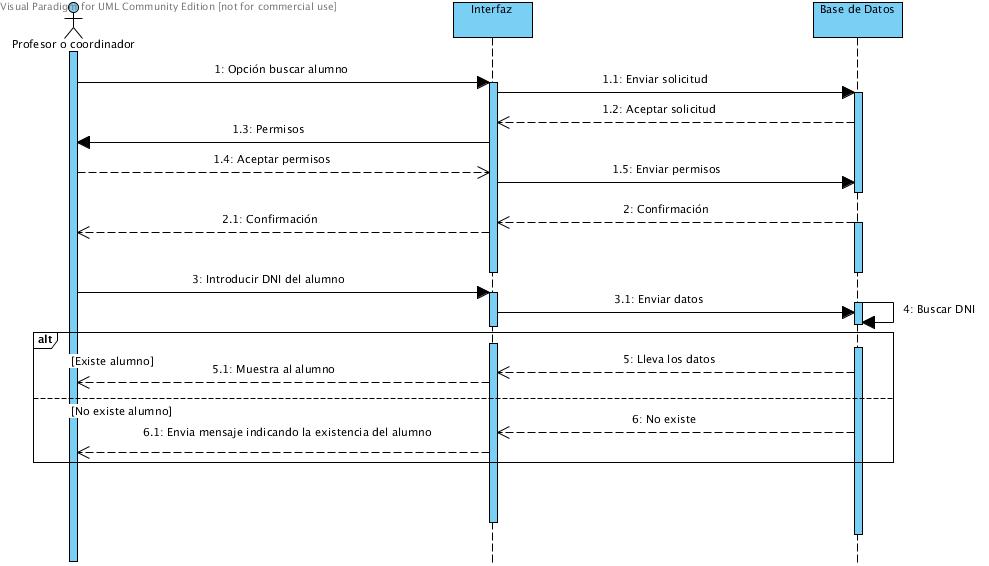 Visual Paradigm for UML Community Edition [not for commercial use]
Interfaz
Base de Datos
Profesor o coordinador
1: Opción buscar alumno
1.1: Enviar solicitud
1.2: Aceptar solicitud
1.3: Permisos
1.4: Aceptar permisos
1.5: Enviar permisos
2: Confirmación
2.1: Confirmación
3: Introducir DNI del alumno
3.1: Enviar datos
4: Buscar DNI
alt
[Existe alumno]
5: Lleva los datos
5.1: Muestra al alumno
[No existe alumno]
6: No existe
6.1: Envia mensaje indicando la existencia del alumno